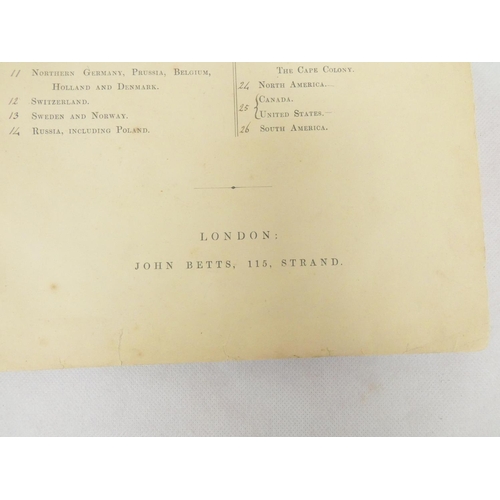 11 Northern Germany, Prussia, Belgium,
Holland and Denmark.
12 Switzerland.
13 Sweden and Norway.
14 Russia, including Poland.
The Cape Colony.
24 North America.
25 Canada.
United States.
26 South America.
LONDON:
JOHN BETTS, 115, STRAND.